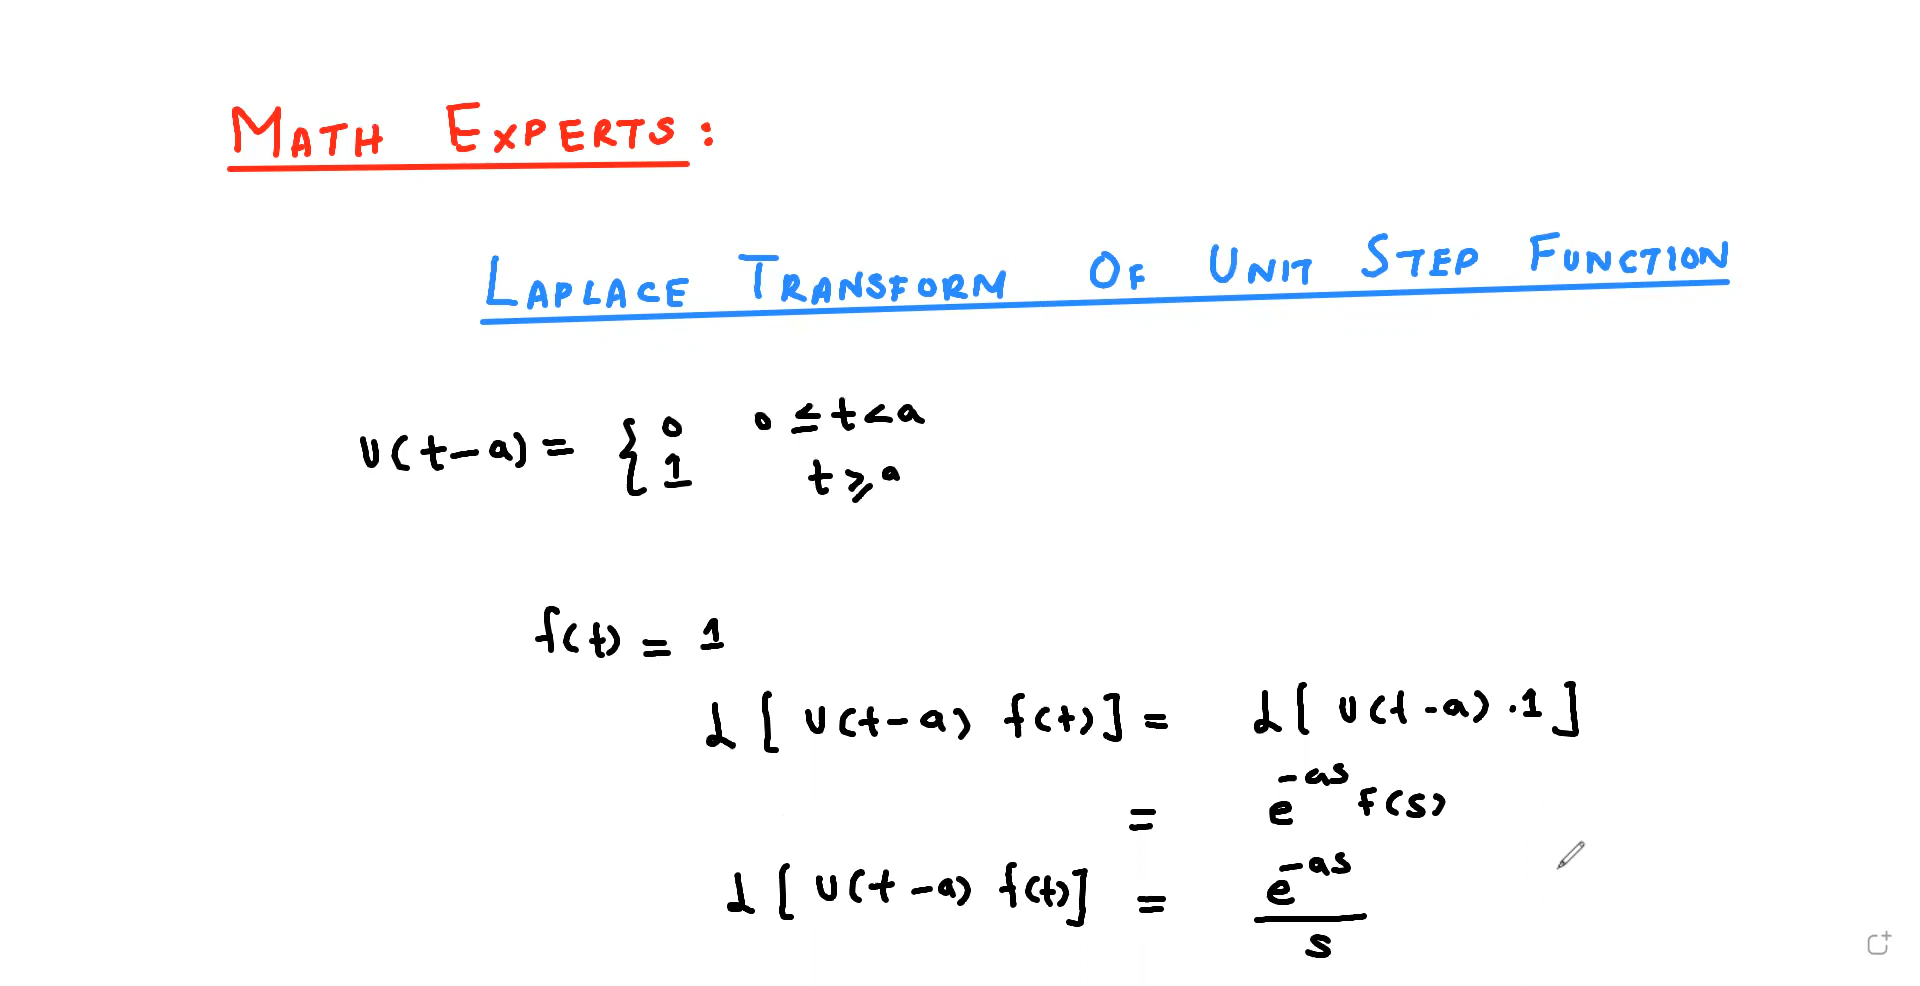 MATH EXPERTS:
LAPLACE TRANSFORM OF UNIT STEP FUNCTION
U(t-a) = { 0 0 ≤ t < a
1 t ≥ a
f(t) = 1
L [ U(t-a) f(t) ] = L [ U(t-a) · 1 ]
= e^{-as} F(s)
L [ U(t-a) f(t) ] = e^{-as} / s